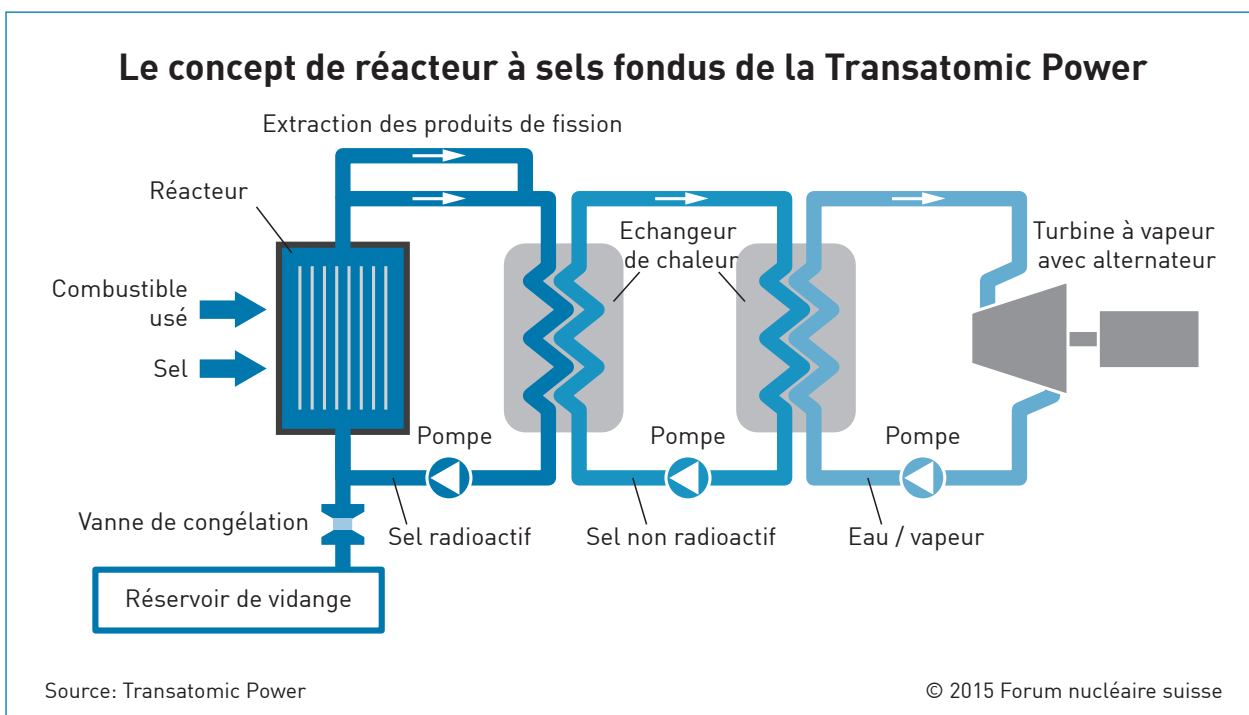 Le concept de réacteur à sels fondus de la Transatomic Power
Extraction des produits de fission
Réacteur
Echangeur
de chaleur
Turbine à vapeur
avec alternateur
Combustible
usé
Sel
Pompe
Pompe
Pompe
Vanne de congélation
Sel radioactif
Sel non radioactif
Eau / vapeur
Réservoir de vidange
Source: Transatomic Power
© 2015 Forum nucléaire suisse